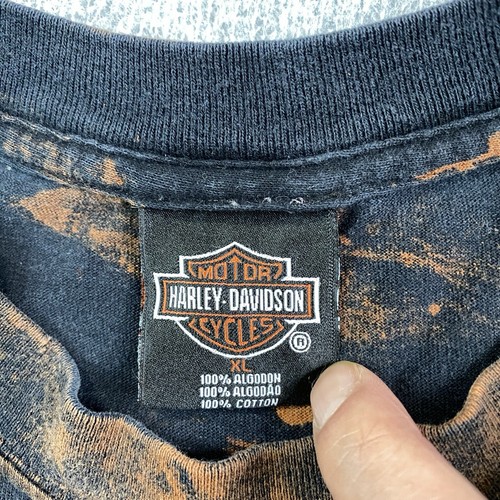 MOTOR
HARLEY-DAVIDSON
CYCLES
®
XL
100% ALGODON
100% ALGODÃO
100% COTTON